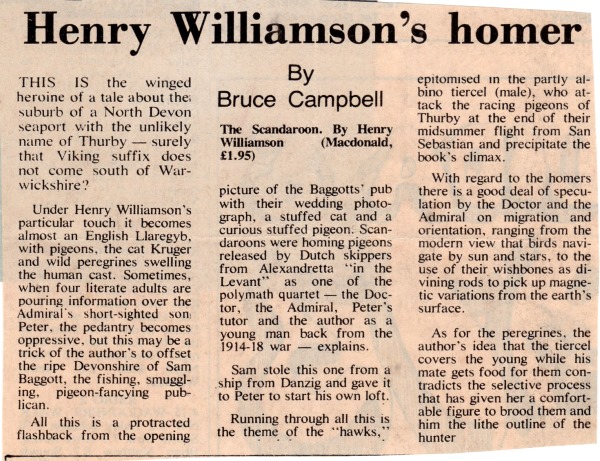 Henry Williamson's homer
THIS IS the winged
heroine of a tale about the
suburb of a North Devon
seaport with the unlikely
name of Thurby — surely
that Viking suffix does
not come south of War-
wickshire?
Under Henry Williamson's
particular touch it becomes
almost an English Llaregyb,
with pigeons, the cat Kruger
and wild peregrines swelling
the human cast. Sometimes,
when four literate adults are
pouring information over the
Admiral's short-sighted son
Peter, the pedantry becomes
oppressive, but this may be a
trick of the author's to offset
the ripe Devonshire of Sam
Baggott, the fishing, smuggl-
ing, pigeon-fancying pub-
lican.
All this is a protracted
flashback from the opening
By
Bruce Campbell
The Scandaroon. By Henry
Williamson (Macdonald,
£1.95)
picture of the Baggotts' pub
with their wedding photo-
graph, a stuffed cat and a
curious stuffed pigeon. Scan-
daroons were homing pigeons
released by Dutch skippers
from Alexandretta "in the
Levant" as one of the
polymath quartet — the Doc-
tor, the Admiral, Peter's
tutor and the author as a
young man back from the
1914-18 war — explains.
Sam stole this one from a
ship from Danzig and gave it
to Peter to start his own loft.
Running through all this is
the theme of the "hawks,"
epitomised in the partly al-
bino tiercel (male), who at-
tack the racing pigeons of
Thurby at the end of their
midsummer flight from San
Sebastian and precipitate the
book's climax.
With regard to the homers
there is a good deal of specu-
lation by the Doctor and the
Admiral on migration and
orientation, ranging from the
modern view that birds navi-
gate by sun and stars, to the
use of their wishbones as di-
vining rods to pick up magne-
tic variations from the earth's
surface.
As for the peregrines, the
author's idea that the tiercel
covers the young while his
mate gets food for them con-
tradicts the selective process
that has given her a comfort-
able figure to brood them and
him the lithe outline of the
hunter